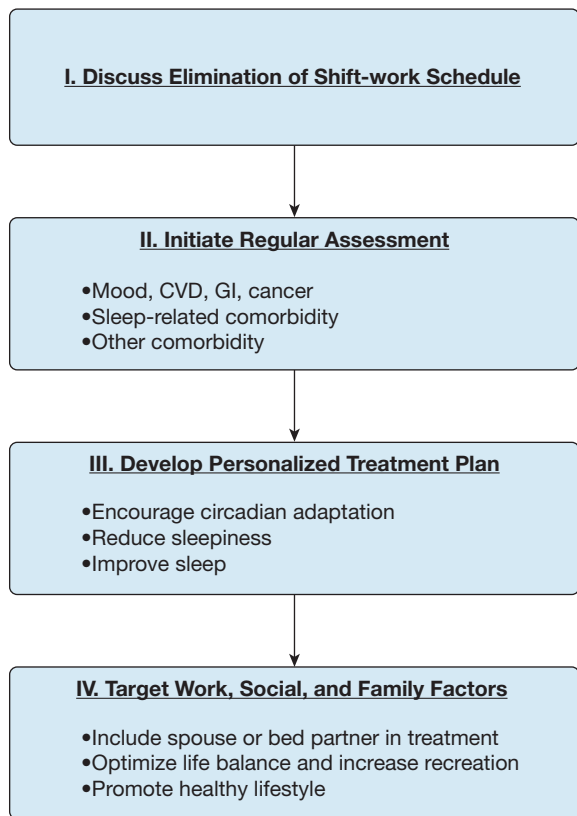 I. Discuss Elimination of Shift-work Schedule
II. Initiate Regular Assessment
•Mood, CVD, GI, cancer
•Sleep-related comorbidity
•Other comorbidity
III. Develop Personalized Treatment Plan
•Encourage circadian adaptation
•Reduce sleepiness
•Improve sleep
IV. Target Work, Social, and Family Factors
•Include spouse or bed partner in treatment
•Optimize life balance and increase recreation
•Promote healthy lifestyle